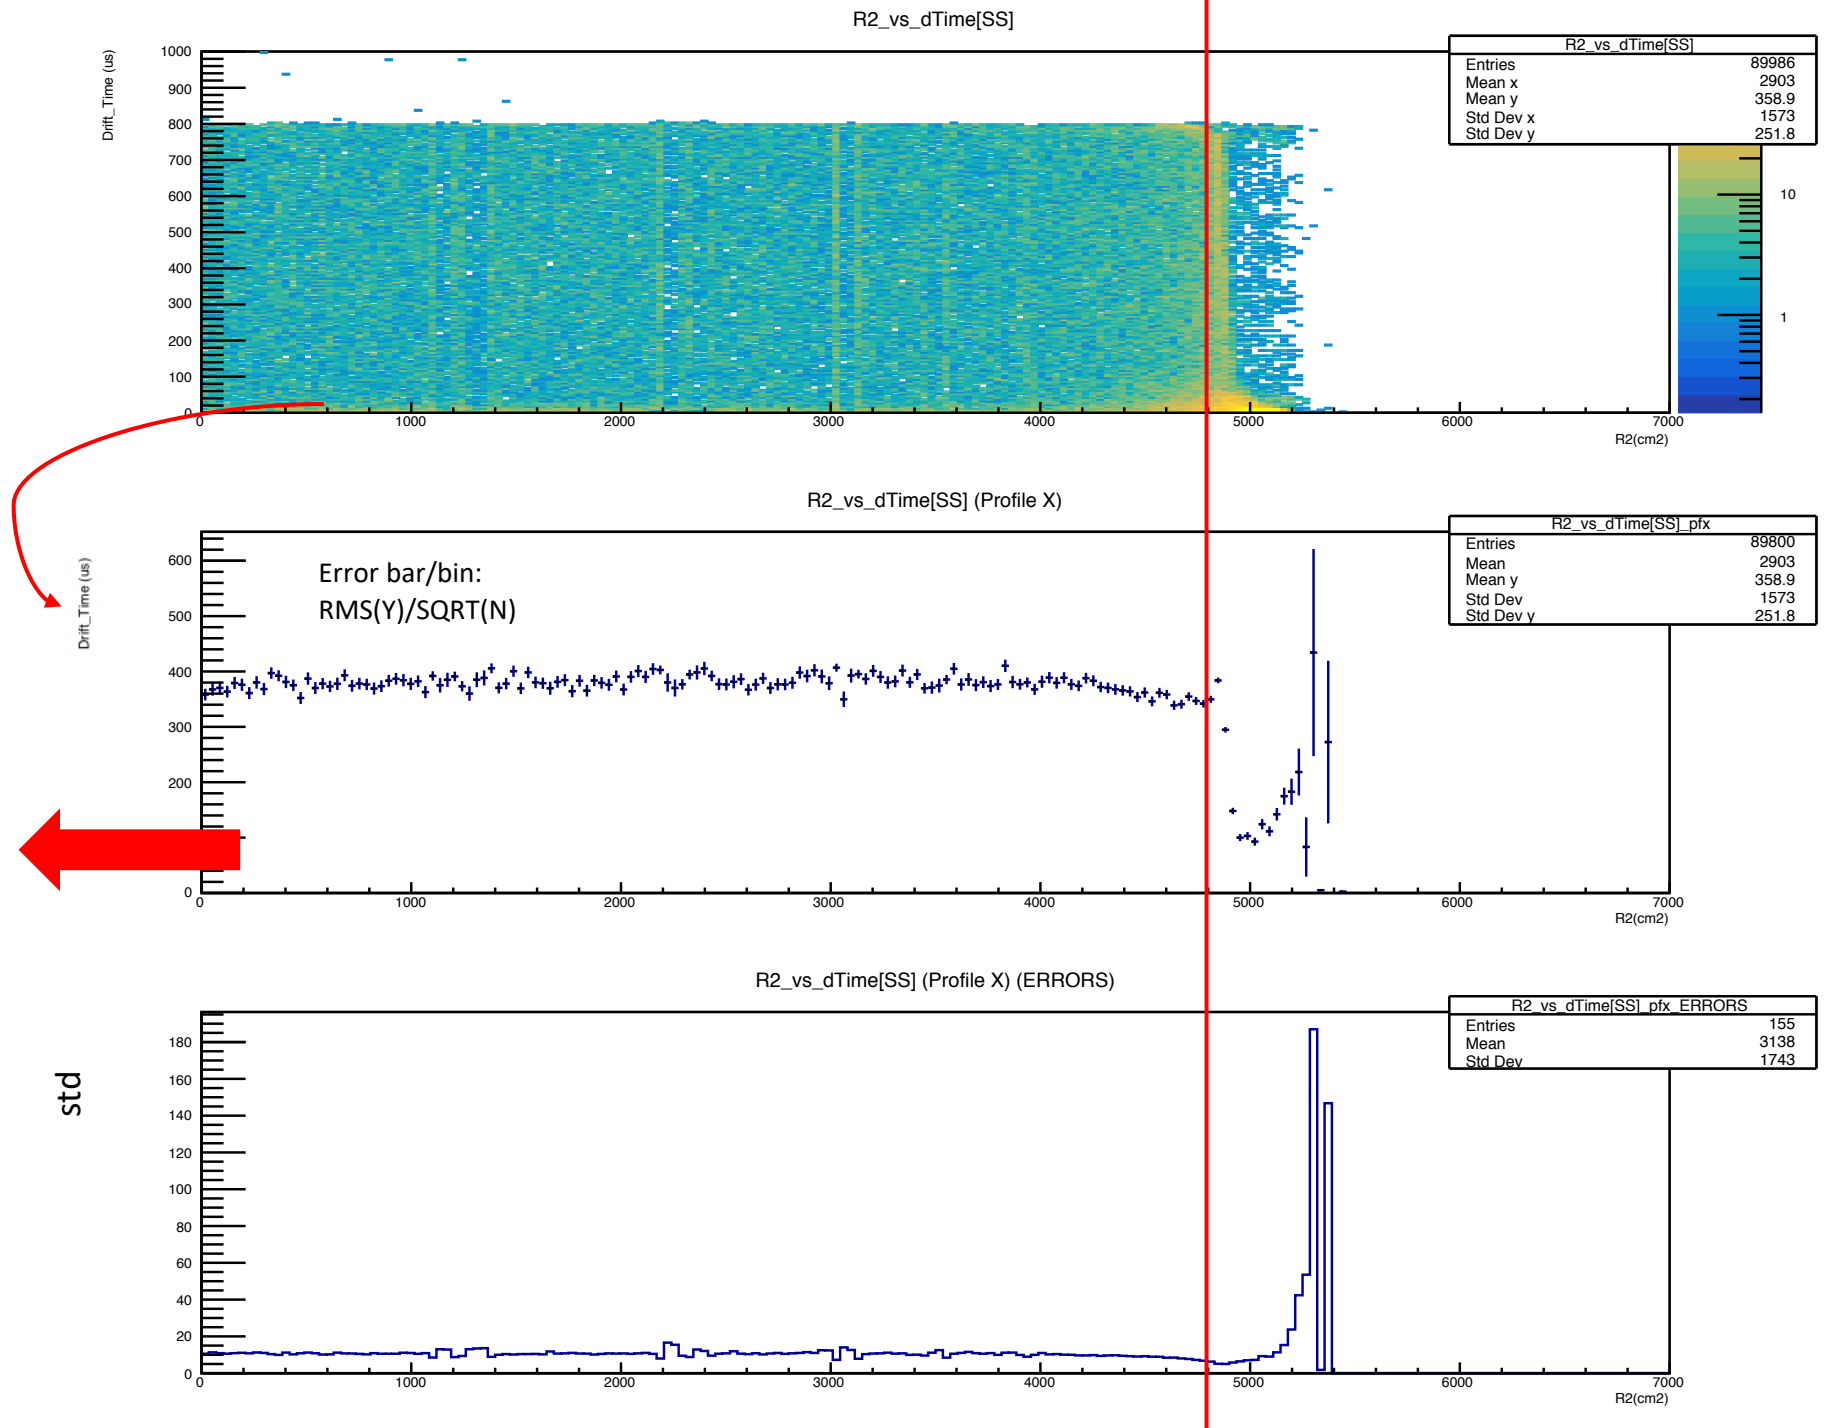 R2_vs_dTime[SS]
Drift_Time (us)
1000
900
800
700
600
500
400
300
200
100
0
0 1000 2000 3000 4000 5000 6000 7000
R2(cm2)
R2_vs_dTime[SS]
Entries 89986
Mean x 2903
Mean y 358.9
Std Dev x 1573
Std Dev y 251.8
10
1
R2_vs_dTime[SS] (Profile X)
Drift_Time (us)
Error bar/bin:
RMS(Y)/SQRT(N)
600
500
400
300
200
0
0 1000 2000 3000 4000 5000 6000 7000
R2(cm2)
R2_vs_dTime[SS]_pfx
Entries 89800
Mean 2903
Mean y 358.9
Std Dev 1573
Std Dev y 251.8
R2_vs_dTime[SS] (Profile X) (ERRORS)
std
180
160
140
120
100
80
60
40
20
0
0 1000 2000 3000 4000 5000 6000 7000
R2(cm2)
R2_vs_dTime[SS]_pfx_ERRORS
Entries 155
Mean 3138
Std Dev 1743